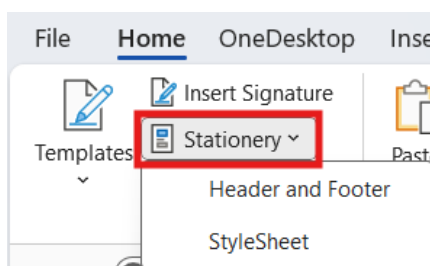 File Home OneDesktop Inse
Insert Signature
Stationery
Templates
Past
Header and Footer
StyleSheet